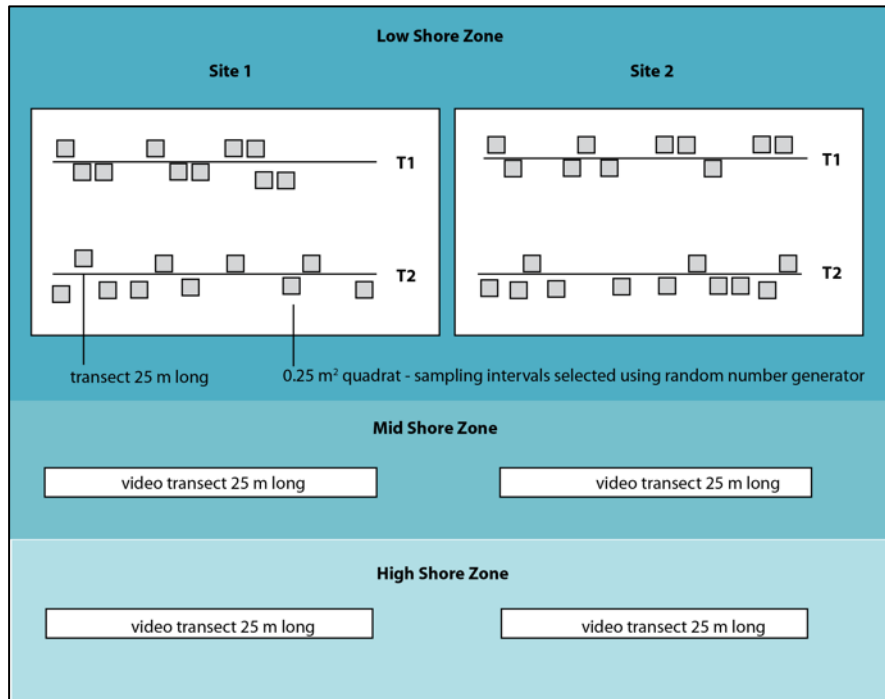 Low Shore Zone
Site 1
Site 2
T1
T1
T2
T2
transect 25 m long
0.25 m² quadrat - sampling intervals selected using random number generator
Mid Shore Zone
video transect 25 m long
video transect 25 m long
High Shore Zone
video transect 25 m long
video transect 25 m long